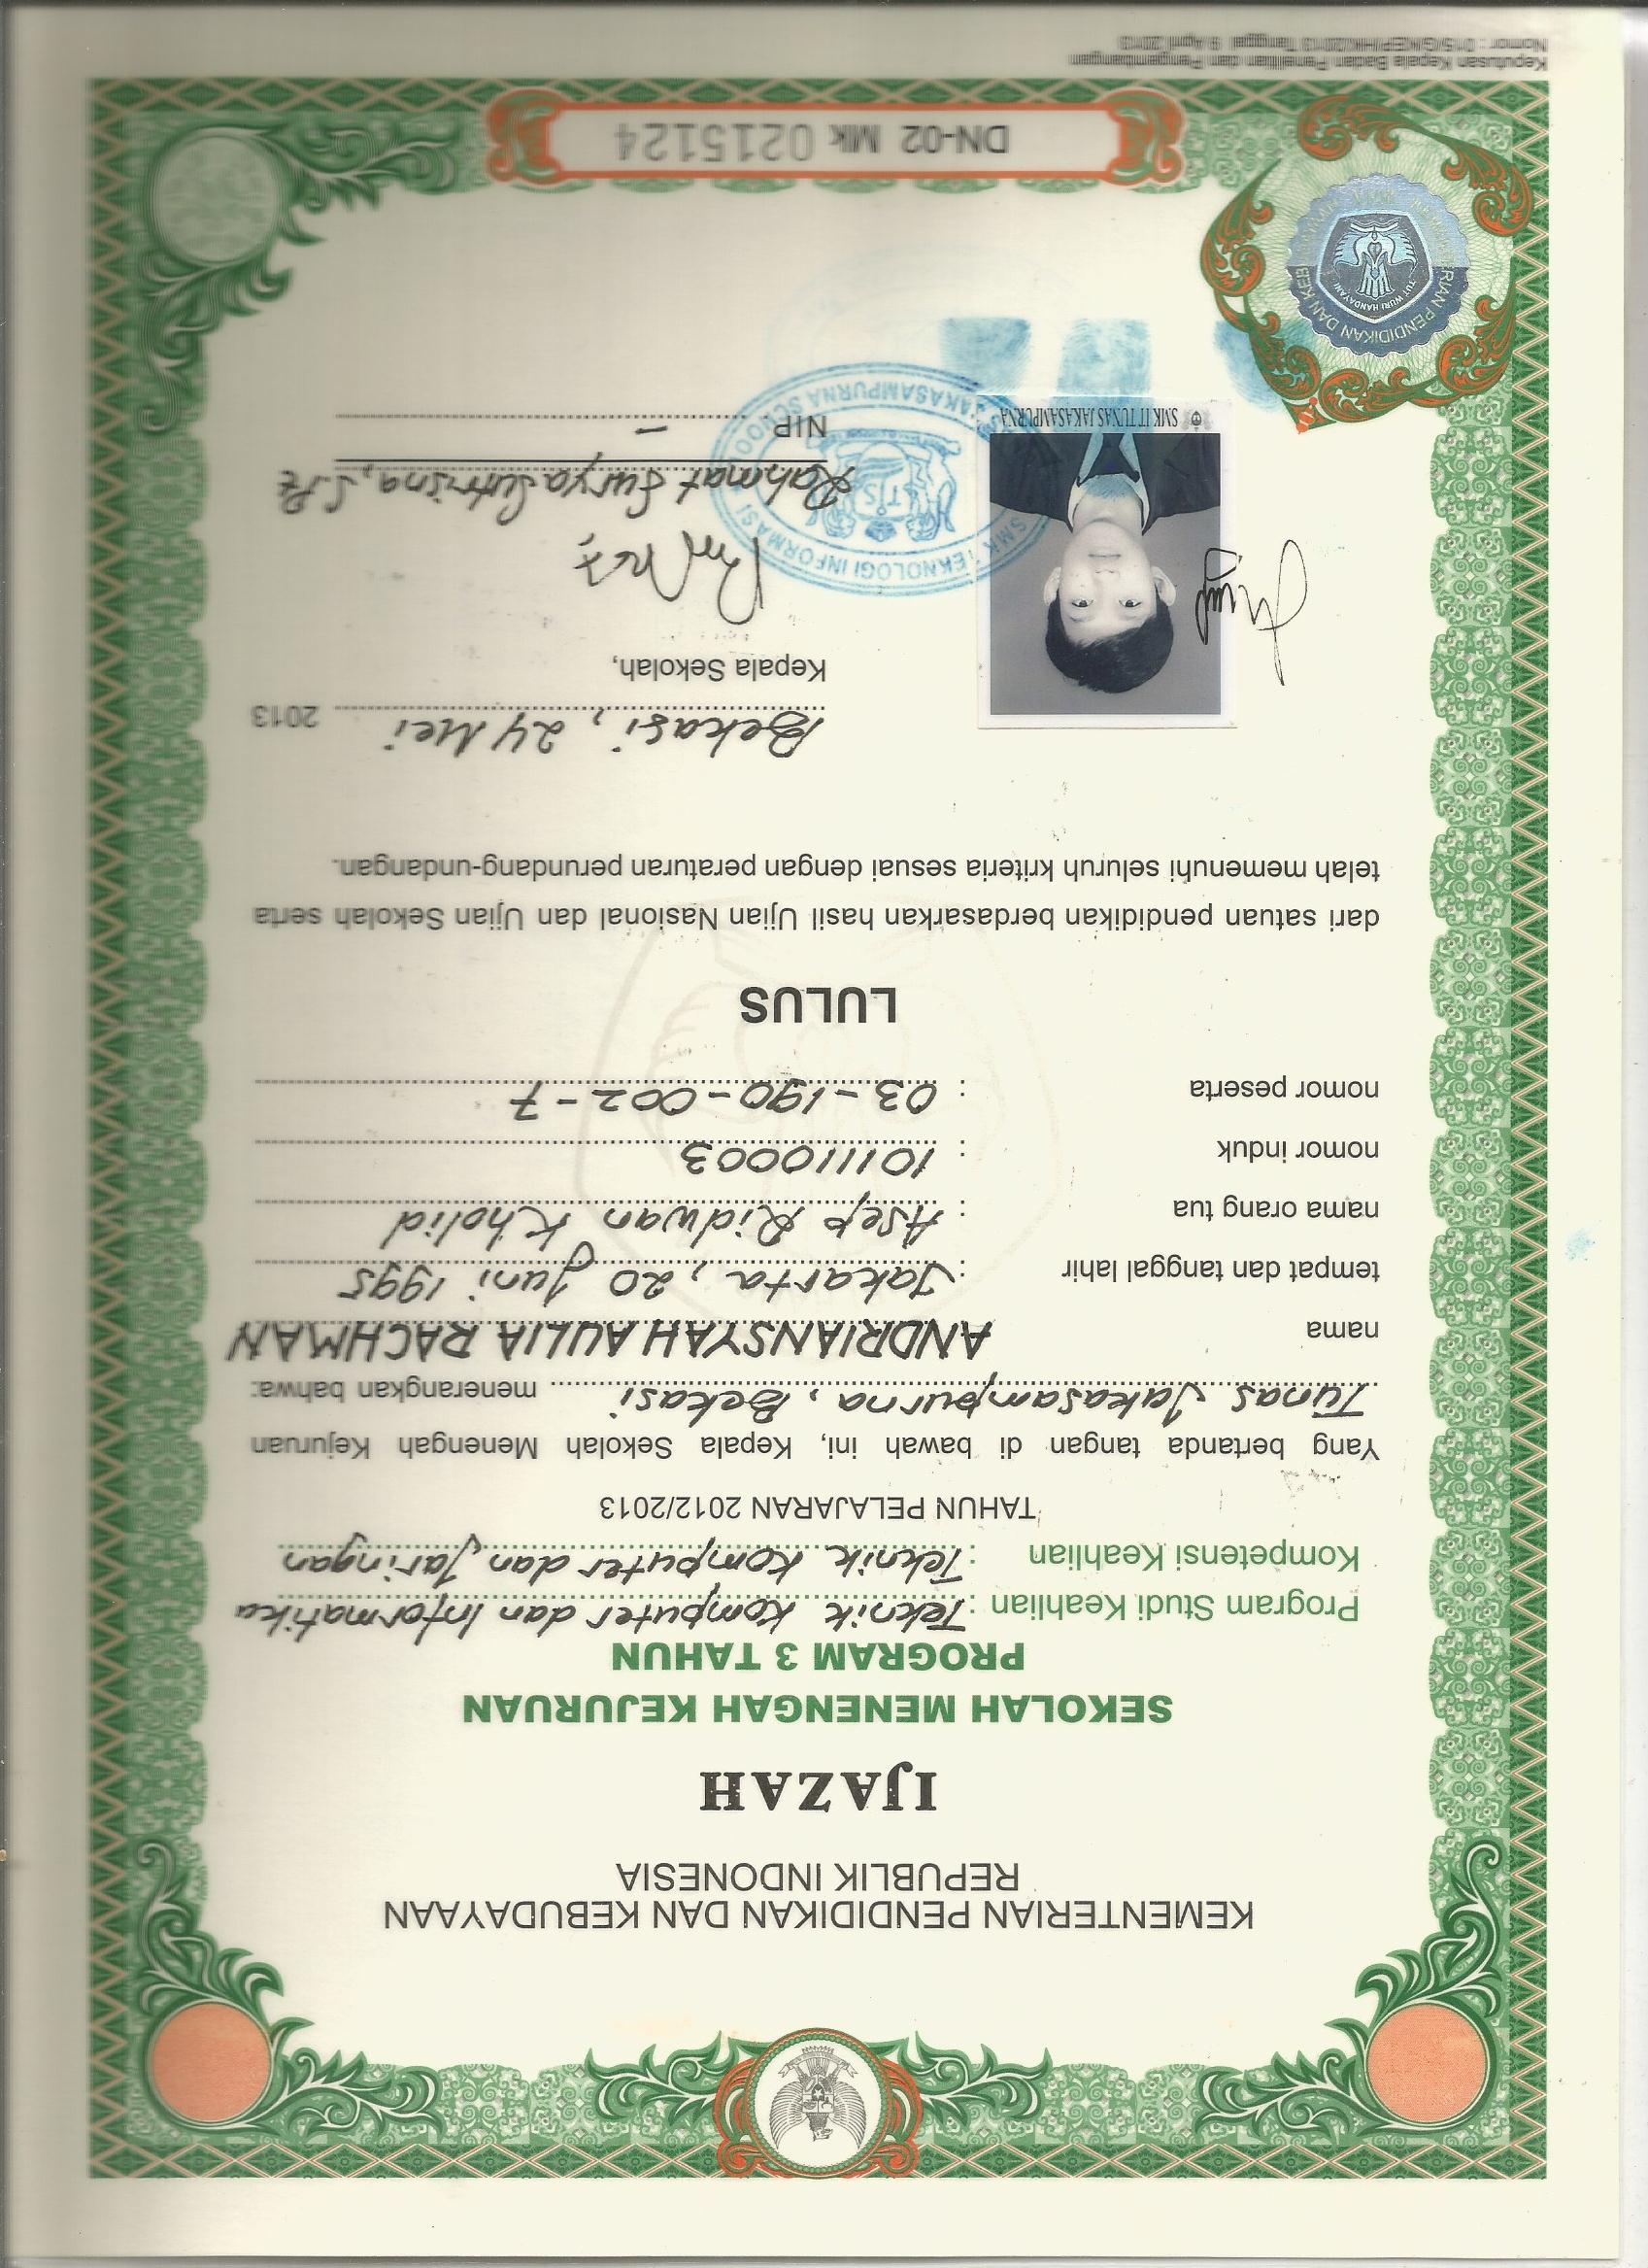 KEMENTERIAN PENDIDIKAN DAN KEBUDAYAAN
REPUBLIK INDONESIA
IJAZAH
SEKOLAH MENENGAH KEJURUAN
PROGRAM 3 TAHUN
Program Studi Keahlian : Teknik Komputer dan Informatika
Kompetensi Keahlian : Teknik Komputer dan Jaringan
TAHUN PELAJARAN 2012/2013
Yang bertanda tangan di bawah ini, Kepala Sekolah Menengah Kejuruan
Tunas Jakasampurna, Bekasi menerangkan bahwa:
nama ANDRIANSYAH AULIA RACHMAN
tempat dan tanggal lahir : Jakarta, 20 Juni 1995
nama orang tua : Asep Ridwan Kholid
nomor induk : 101110003
nomor peserta : 03-190-002-7
LULUS
dari satuan pendidikan berdasarkan hasil Ujian Nasional dan Ujian Sekolah serta
telah memenuhi seluruh kriteria sesuai dengan peraturan perundang-undangan.
Bekasi, 24 Mei 2013
Kepala Sekolah,
SMK TEKNOLOGI INFORMASI
TJS
JAKASAMPURNA SCHOOL
Rahmat Surya Sutrisna, S.Pt
NIP. -
SMK IT TUNAS JAKASAMPURNA
PENDIDIKAN DAN KEB
TUT WURI HANDAYANI
DN-02 Mk 0215124
Keputusan Kepala Badan Penelitian dan Pengembangan
Nomor : 015/G/KEP/HK/2013 Tanggal 9 April 2013